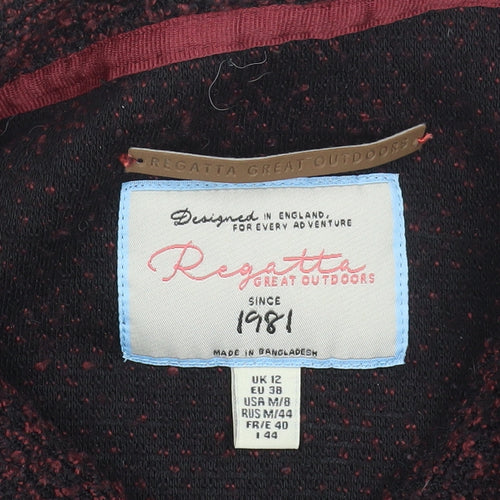 REGATTA GREAT OUTDOORS
Designed IN ENGLAND,
FOR EVERY ADVENTURE
Regatta
GREAT OUTDOORS
SINCE
1981
MADE IN BANGLADESH
UK 12
EU 38
USA M/8
RUS M/44
FR/E 40
I 44